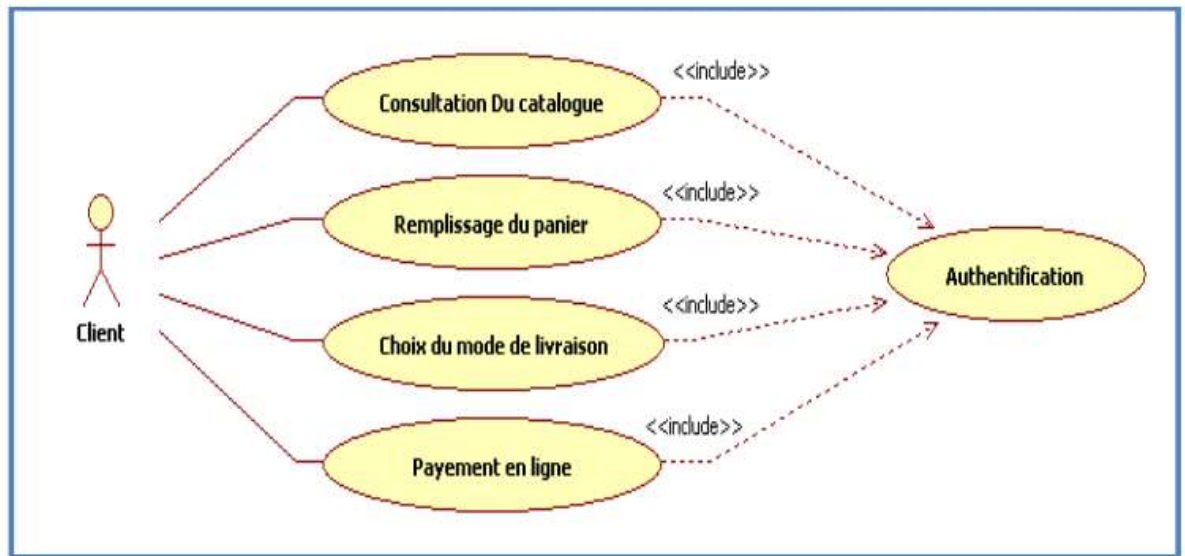 <<include>>
Consultation Du catalogue
<<include>>
Remplissage du panier
Authentification
<<include>>
Client
Choix du mode de livraison
<<include>>
Payement en ligne